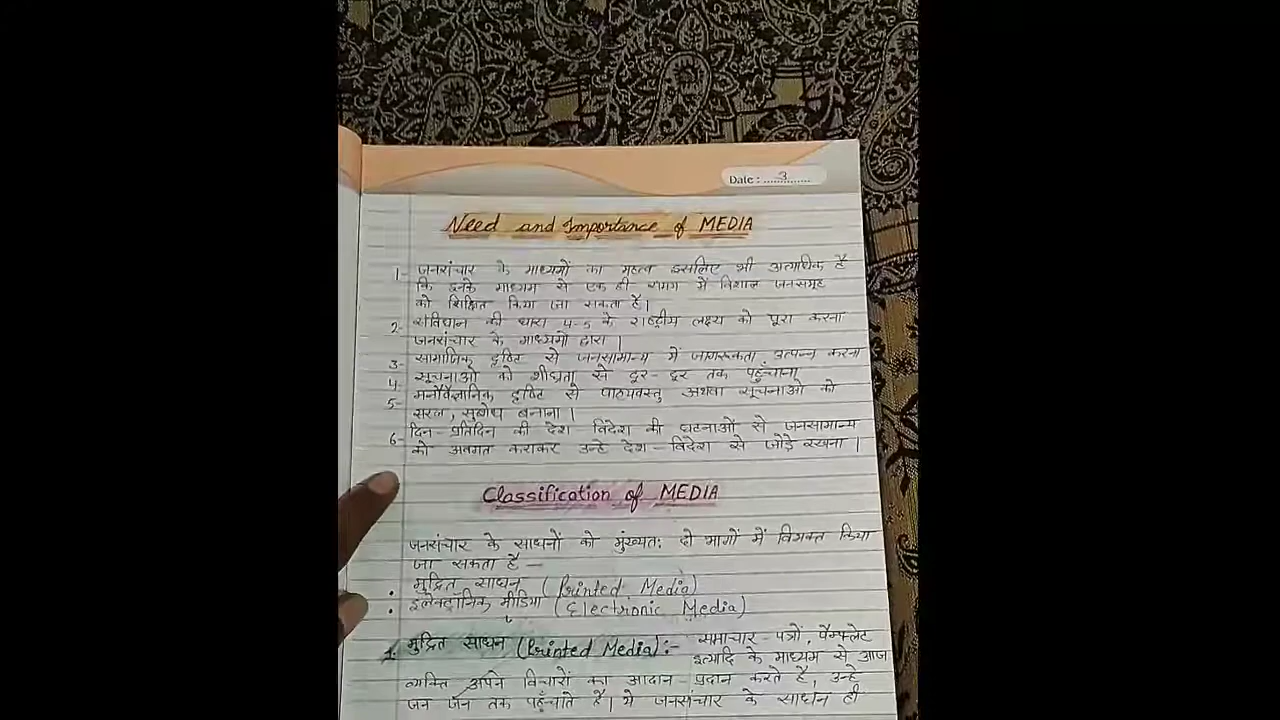 Date : 3
Need and Importance of MEDIA
1- जनसंचार के माध्यमों का महत्व इसलिए भी अत्यधिक है
कि इनके माध्यम से एक ही समय में विशाल जनसमूह
को शिक्षित किया जा सकता है।
2- संविधान की धारा 45 के राष्ट्रीय लक्ष्य को पूरा करना
जनसंचार के माध्यमों द्वारा।
3- सामाजिक दृष्टि से जनसामान्य में जागरूकता उत्पन्न करना
4- सूचनाओं को शीघ्रता से दूर-दूर तक पहुँचाना
5- मनोवैज्ञानिक दृष्टि से पाठ्यवस्तु अथवा सूचनाओं को
सरल, सुबोध बनाना।
6- दिन-प्रतिदिन की देश-विदेश की घटनाओं से जनसामान्य
को अवगत कराकर उन्हे देश-विदेश से जोड़े रखना।
Classification of MEDIA
जनसंचार के साधनों को मुख्यत: दो भागों में विभक्त किया
जा सकता है —
• मुद्रित साधन (Printed Media)
• इलेक्ट्रॉनिक मीडिया (Electronic Media)
1. मुद्रित साधन (Printed Media):- समाचार-पत्रों, पैम्फ्लेट
इत्यादि के माध्यम से आज
व्यक्ति अपने विचारों का आदान-प्रदान करते है, उन्हे
जन जन तक पहुँचाते है। ये जनसंचार के साधन ही